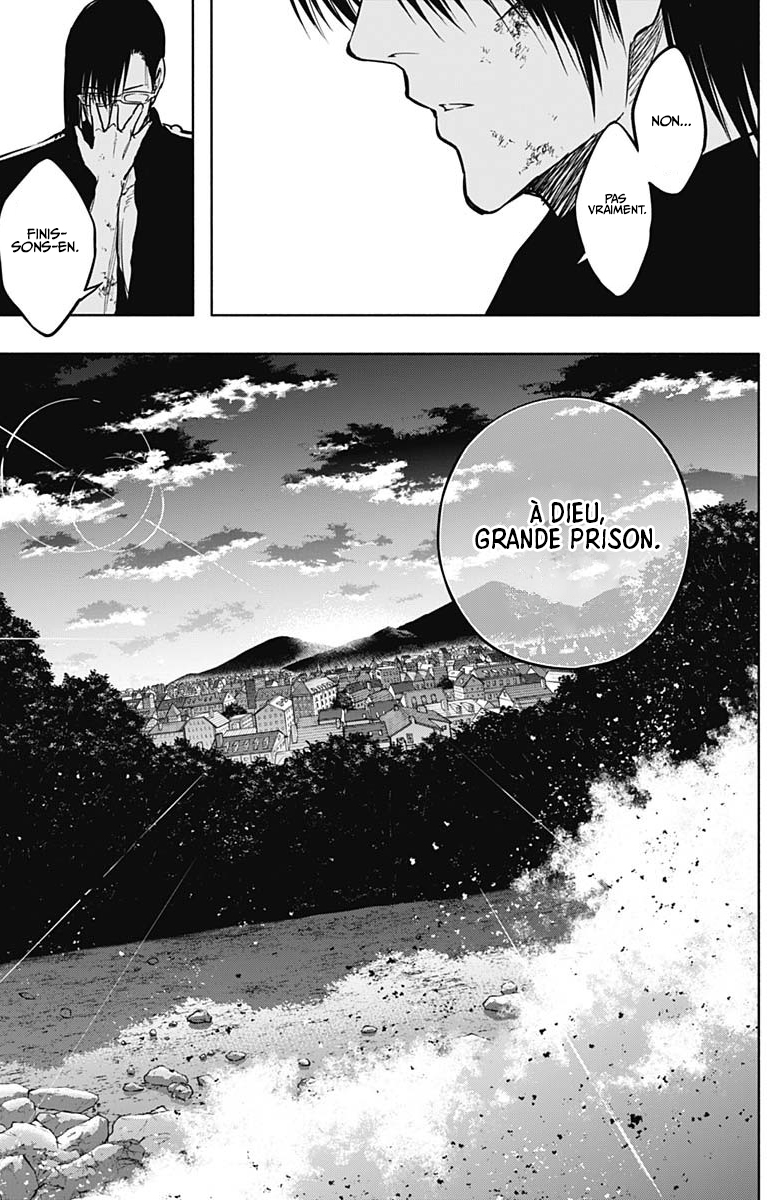 NON...
PAS
VRAIMENT.
FINIS-
SONS-EN.
À DIEU,
GRANDE PRISON.